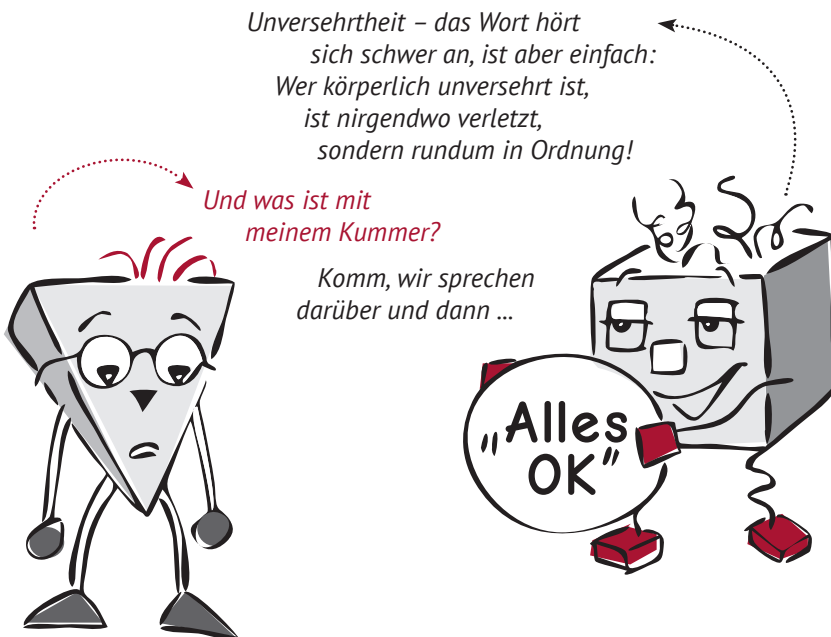 Unversehrtheit – das Wort hört
sich schwer an, ist aber einfach:
Wer körperlich unversehrt ist,
ist nirgendwo verletzt,
sondern rundum in Ordnung!
Und was ist mit
meinem Kummer?
Komm, wir sprechen
darüber und dann ...
„Alles
OK”